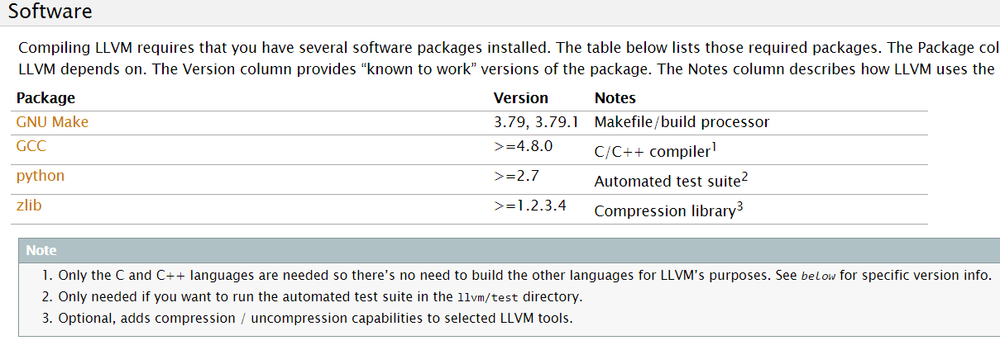 Software
Compiling LLVM requires that you have several software packages installed. The table below lists those required packages. The Package col
LLVM depends on. The Version column provides “known to work” versions of the package. The Notes column describes how LLVM uses the
Package Version Notes
GNU Make 3.79, 3.79.1 Makefile/build processor
GCC >=4.8.0 C/C++ compiler1
python >=2.7 Automated test suite2
zlib >=1.2.3.4 Compression library3
Note
1. Only the C and C++ languages are needed so there’s no need to build the other languages for LLVM’s purposes. See below for specific version info.
2. Only needed if you want to run the automated test suite in the llvm/test directory.
3. Optional, adds compression / uncompression capabilities to selected LLVM tools.